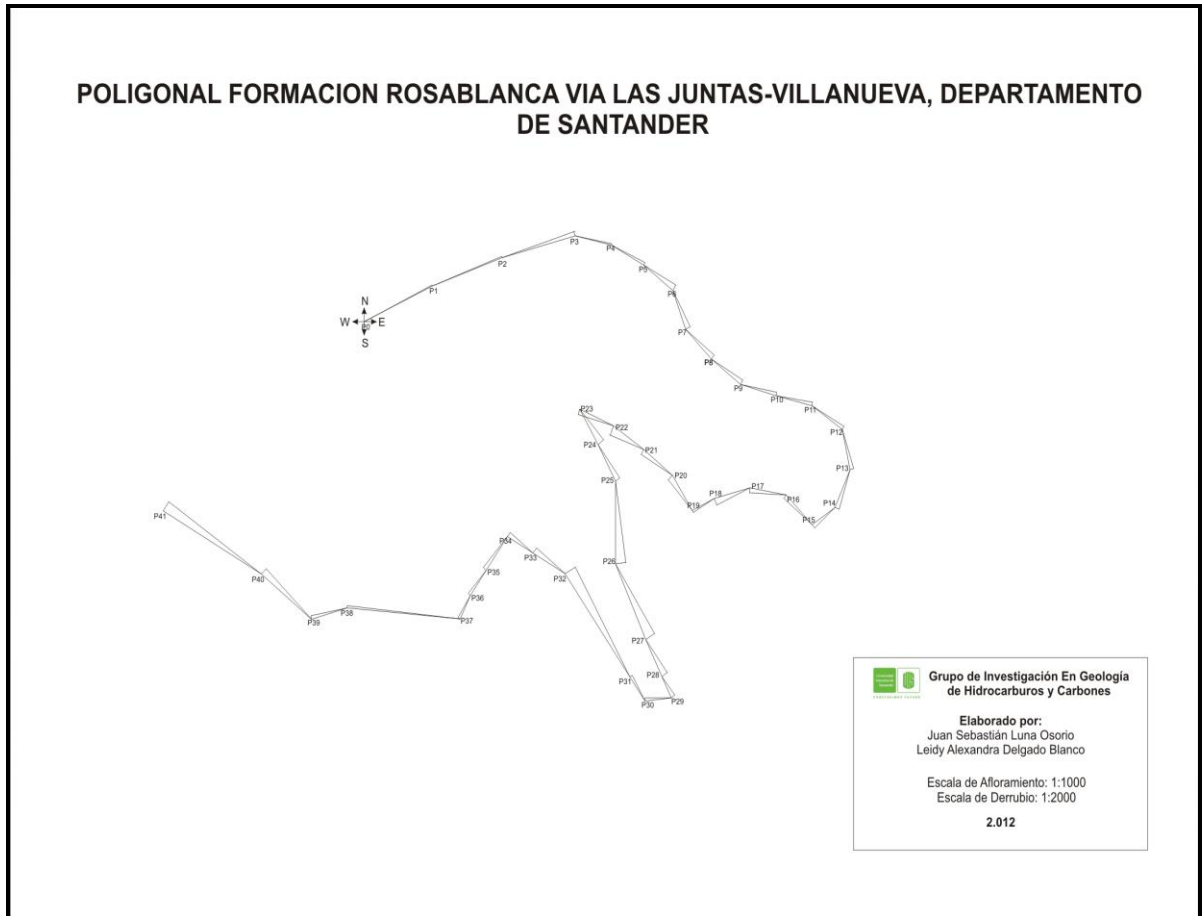 POLIGONAL FORMACION ROSABLANCA VIA LAS JUNTAS-VILLANUEVA, DEPARTAMENTO
DE SANTANDER
N
W E
S
P0
P1
P2
P3
P4
P5
P6
P7
P8
P9
P10
P11
P12
P13
P14
P15
P16
P17
P18
P19
P20
P21
P22
P23
P24
P25
P26
P27
P28
P29
P30
P31
P32
P33
P34
P35
P36
P37
P38
P39
P40
P41
Grupo de Investigación En Geología
de Hidrocarburos y Carbones
Elaborado por:
Juan Sebastián Luna Osorio
Leidy Alexandra Delgado Blanco
Escala de Afloramiento: 1:1000
Escala de Derrubio: 1:2000
2.012